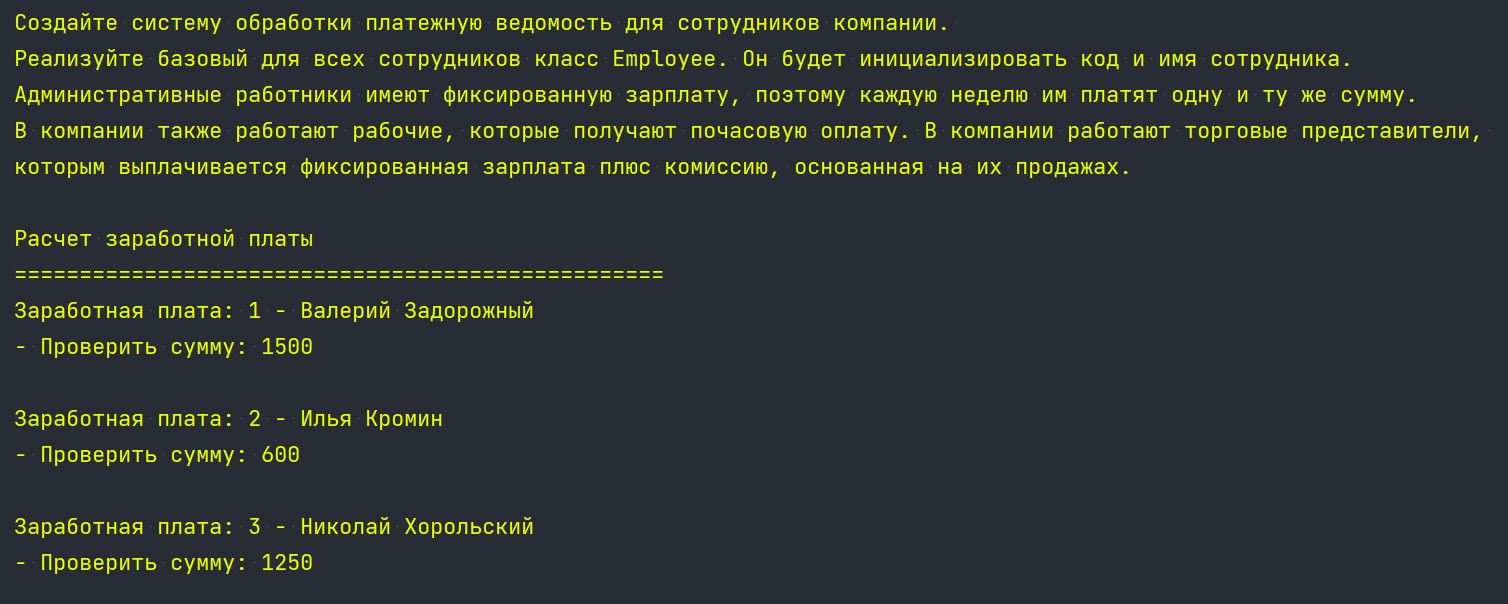 Создайте систему обработки платежную ведомость для сотрудников компании.
Реализуйте базовый для всех сотрудников класс Employee. Он будет инициализировать код и имя сотрудника.
Административные работники имеют фиксированную зарплату, поэтому каждую неделю им платят одну и ту же сумму.
В компании также работают рабочие, которые получают почасовую оплату. В компании работают торговые представители,
которым выплачивается фиксированная зарплата плюс комиссию, основанная на их продажах.
Расчет заработной платы
==================================================
Заработная плата: 1 - Валерий Задорожный
- Проверить сумму: 1500
Заработная плата: 2 - Илья Кромин
- Проверить сумму: 600
Заработная плата: 3 - Николай Хорольский
- Проверить сумму: 1250